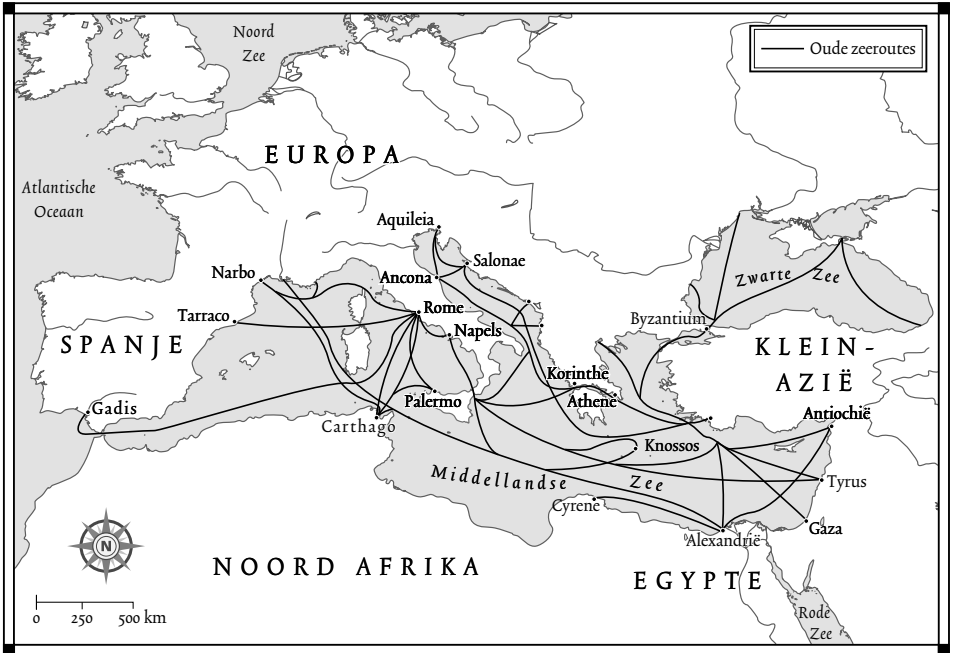 Noord
Zee
Oude zeeroutes
EUROPA
Atlantische
Oceaan
Aquileia
Salonae
Narbo
Ancona
Zwarte Zee
Rome
Tarraco
Napels
Byzantium
SPANJE
KLEIN-
AZIË
Korinthe
Palermo
Athene
Gadis
Antiochië
Carthago
Knossos
Middellandse Zee
Tyrus
Cyrene
Gaza
Alexandrië
N
NOORD AFRIKA
EGYPTE
0 250 500 km
Rode
Zee